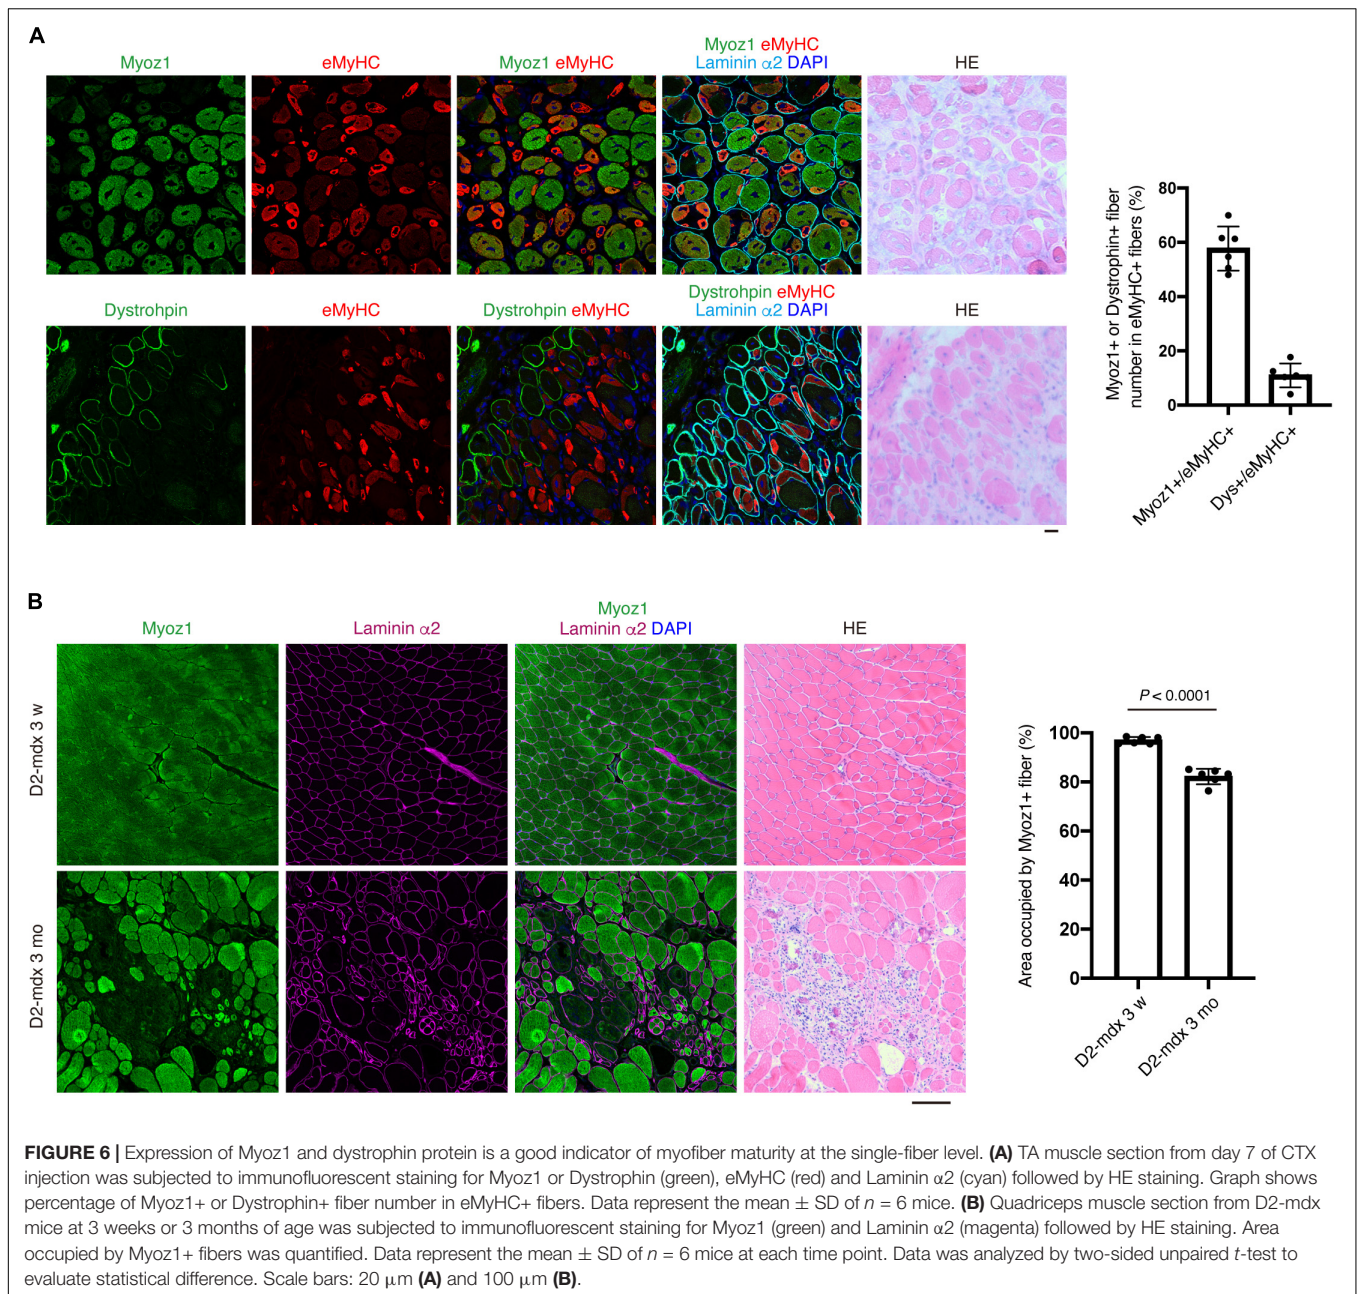 A
Myoz1
eMyHC
Myoz1 eMyHC
Myoz1 eMyHC
Laminin α2 DAPI
HE
Dystrohpin
eMyHC
Dystrohpin eMyHC
Dystrohpin eMyHC
Laminin α2 DAPI
HE
Myoz1+ or Dystrophin+ fiber
number in eMyHC+ fibers (%)
80
60
40
20
0
Myoz1+/eMyHC+
Dys+/eMyHC+
B
Myoz1
Laminin α2
Myoz1
Laminin α2 DAPI
HE
D2-mdx 3 w
D2-mdx 3 mo
P < 0.0001
Area occupied by Myoz1+ fiber (%)
100
80
60
40
20
0
D2-mdx 3 w
D2-mdx 3 mo
FIGURE 6 | Expression of Myoz1 and dystrophin protein is a good indicator of myofiber maturity at the single-fiber level. (A) TA muscle section from day 7 of CTX
injection was subjected to immunofluorescent staining for Myoz1 or Dystrophin (green), eMyHC (red) and Laminin α2 (cyan) followed by HE staining. Graph shows
percentage of Myoz1+ or Dystrophin+ fiber number in eMyHC+ fibers. Data represent the mean ± SD of n = 6 mice. (B) Quadriceps muscle section from D2-mdx
mice at 3 weeks or 3 months of age was subjected to immunofluorescent staining for Myoz1 (green) and Laminin α2 (magenta) followed by HE staining. Area
occupied by Myoz1+ fibers was quantified. Data represent the mean ± SD of n = 6 mice at each time point. Data was analyzed by two-sided unpaired t-test to
evaluate statistical difference. Scale bars: 20 μm (A) and 100 μm (B).